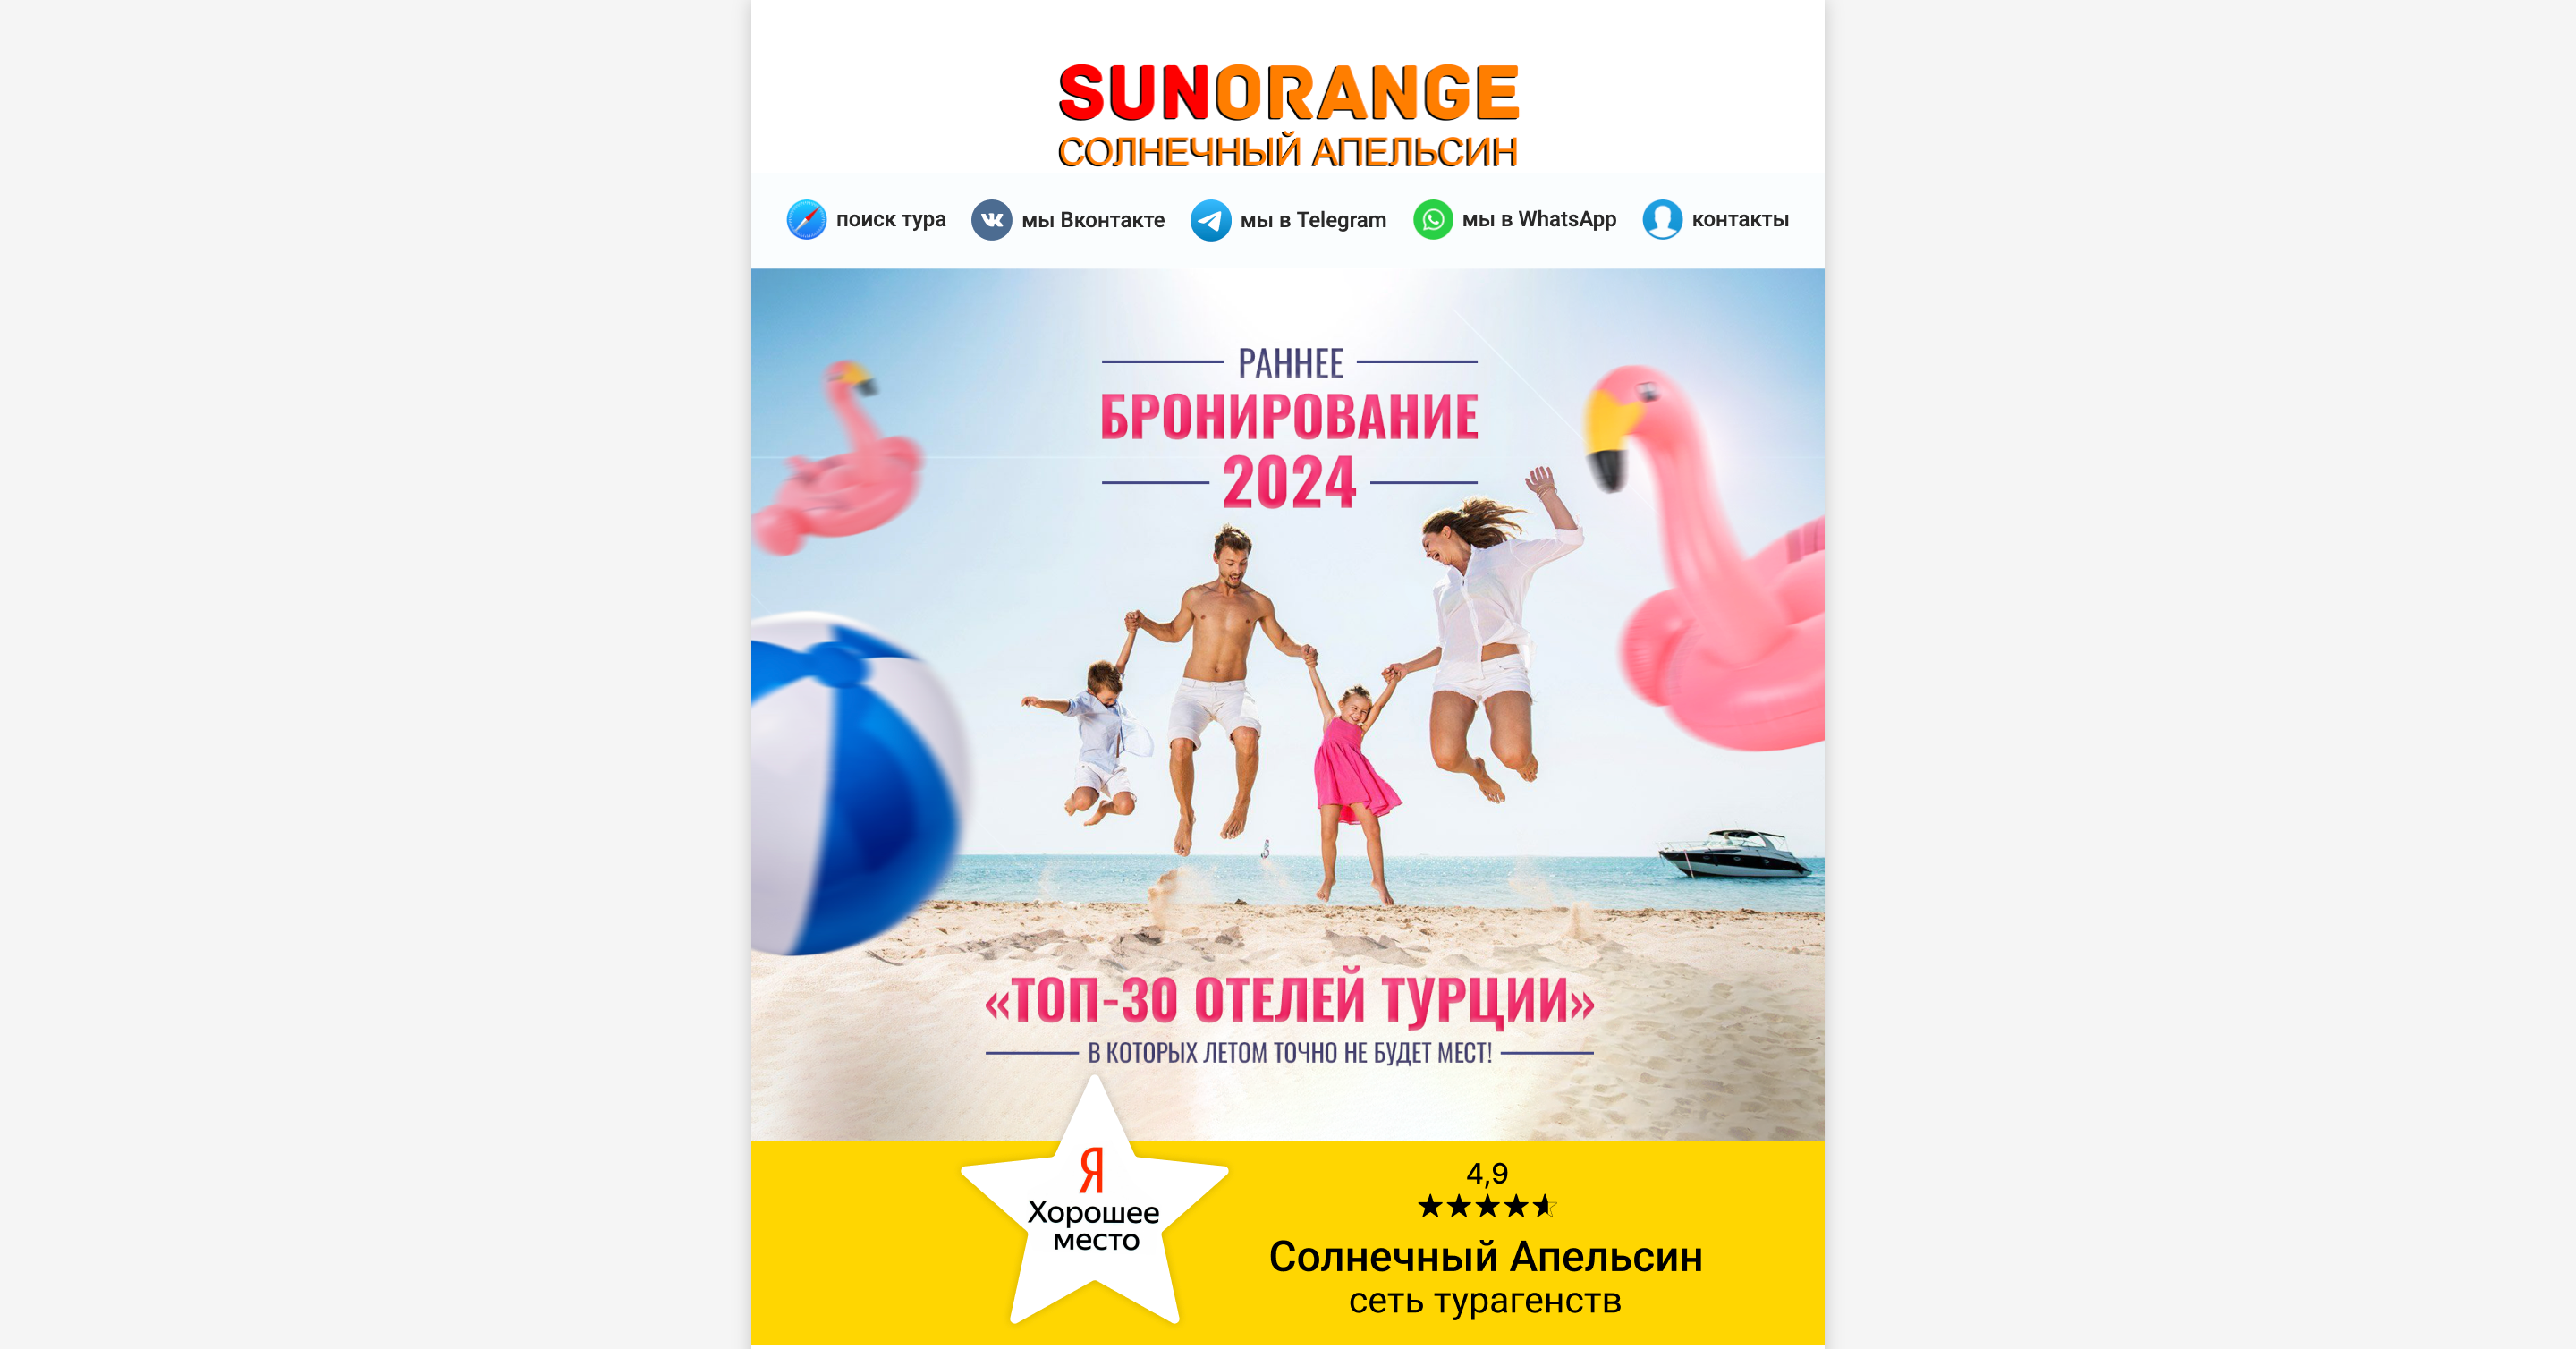 SUNORANGE
СОЛНЕЧНЫЙ АПЕЛЬСИН
поиск тура
мы Вконтакте
мы в Telegram
мы в WhatsApp
контакты
РАННЕЕ
БРОНИРОВАНИЕ
2024
«ТОП-30 ОТЕЛЕЙ ТУРЦИИ»
В КОТОРЫХ ЛЕТОМ ТОЧНО НЕ БУДЕТ МЕСТ!
Я
Хорошее
место
4,9
Солнечный Апельсин
сеть турагенств